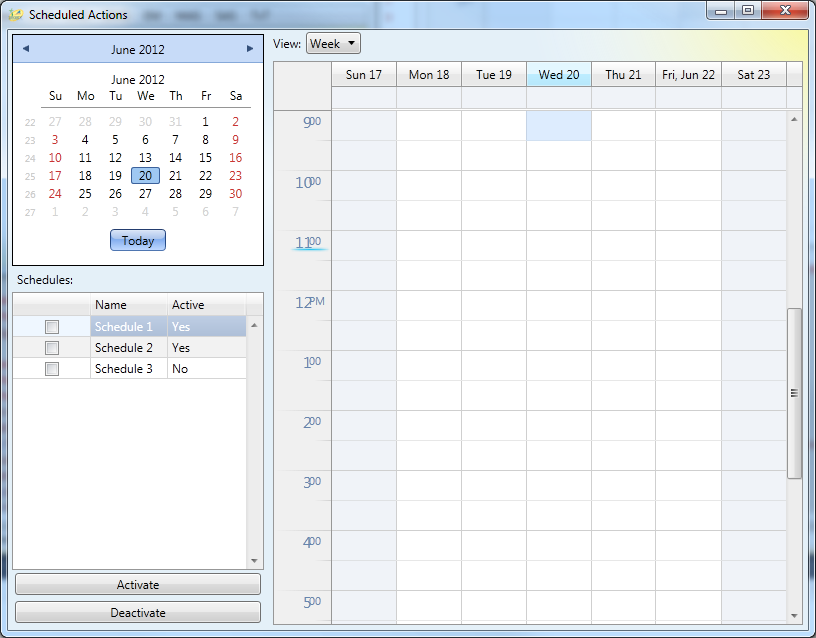 Scheduled Actions
June 2012
June 2012
Su Mo Tu We Th Fr Sa
22 27 28 29 30 31 1 2
23 3 4 5 6 7 8 9
24 10 11 12 13 14 15 16
25 17 18 19 20 21 22 23
26 24 25 26 27 28 29 30
27 1 2 3 4 5 6 7
Today
Schedules:
Name Active
Schedule 1 Yes
Schedule 2 Yes
Schedule 3 No
Activate
Deactivate
View: Week
Sun 17 Mon 18 Tue 19 Wed 20 Thu 21 Fri, Jun 22 Sat 23
9 00
10 00
11 00
12 PM
1 00
2 00
3 00
4 00
5 00